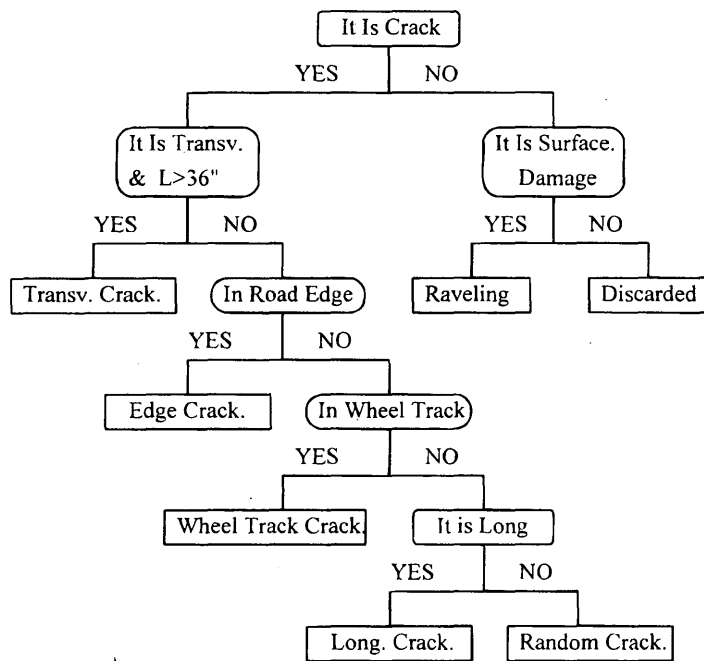 It Is Crack
YES NO
It Is Transv.
& L>36"
It Is Surface.
Damage
YES NO
YES NO
Transv. Crack.
In Road Edge
Raveling
Discarded
YES NO
Edge Crack.
In Wheel Track
YES NO
Wheel Track Crack.
It is Long
YES NO
Long. Crack.
Random Crack.